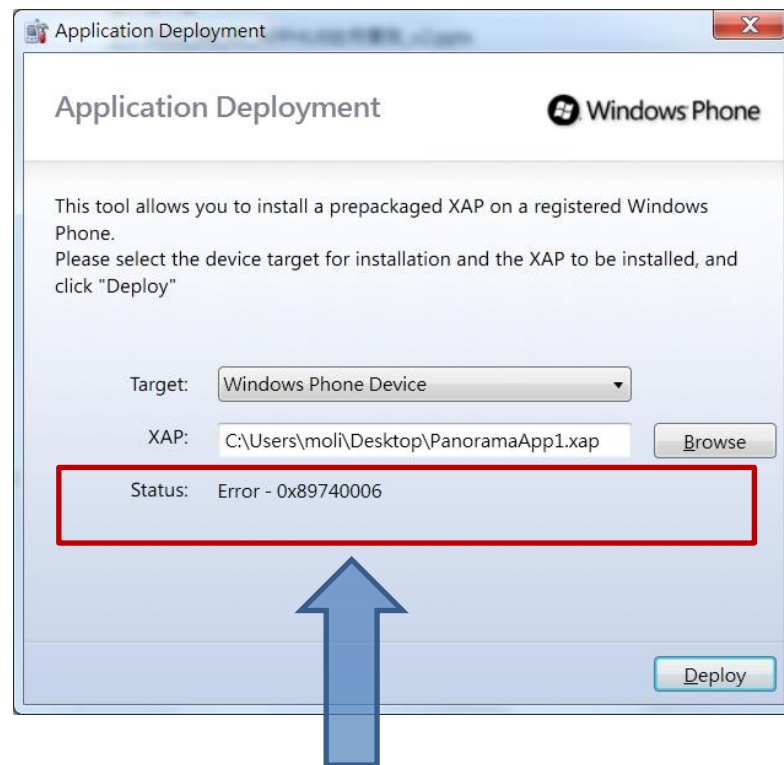 Application Deployment
Application Deployment
Windows Phone
This tool allows you to install a prepackaged XAP on a registered Windows
Phone.
Please select the device target for installation and the XAP to be installed, and
click "Deploy"
Target: Windows Phone Device
XAP: C:\Users\moli\Desktop\PanoramaApp1.xap Browse
Status: Error - 0x89740006
Deploy